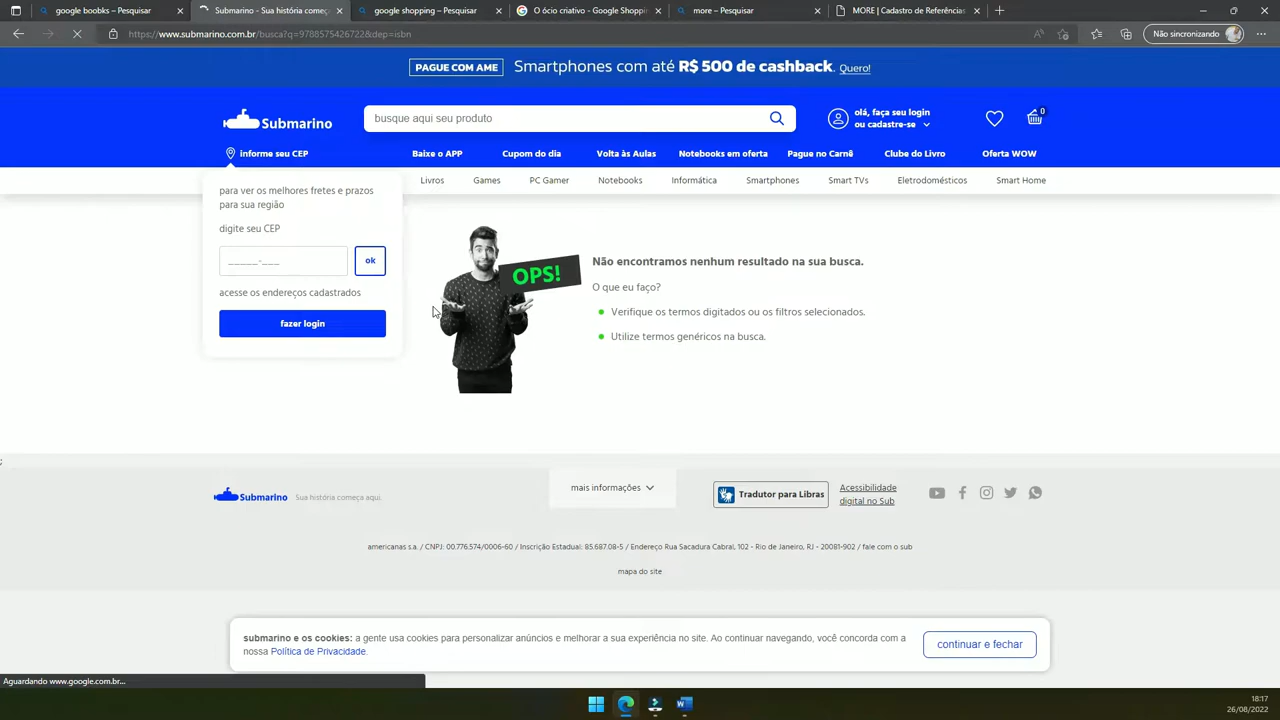 google boobks – Pesquisar
Submarino - Sua história começ
google shopping – Pesquisar
O ócio criativo - Google Shoppi
more – Pesquisar
MORE | Cadastro de Referências
https://www.submarino.com.br/busca?q=9788575426722&dep=isbn
Não sincronizando
PAGUE COM AME
Smartphones com até R$ 500 de cashback. Quero!
Submarino
busque aqui seu produto
olá, faça seu login
ou cadastre-se
0
informe seu CEP
Baixe o APP
Cupom do dia
Volta às Aulas
Notebooks em oferta
Pague no Carnê
Clube do Livro
Oferta WOW
Livros
Games
PC Gamer
Notebooks
Informática
Smartphones
Smart TVs
Eletrodomésticos
Smart Home
para ver os melhores fretes e prazos
para sua região
digite seu CEP
_____-___
ok
acesse os endereços cadastrados
fazer login
OPS!
Não encontramos nenhum resultado na sua busca.
O que eu faço?
Verifique os termos digitados ou os filtros selecionados.
Utilize termos genéricos na busca.
;
Submarino
Sua história começa aqui.
mais informações
Tradutor para Libras
Acessibilidade
digital no Sub
americanas s.a. / CNPJ: 00.776.574/0006-60 / Inscrição Estadual: 85.687.08-5 / Endereço Rua Sacadura Cabral, 102 - Rio de Janeiro, RJ - 20081-902 / fale com o sub
mapa do site
submarino e os cookies: a gente usa cookies para personalizar anúncios e melhorar a sua experiência no site. Ao continuar navegando, você concorda com a
nossa Política de Privacidade.
continuar e fechar
Aguardando www.google.com.br...
18:17
26/08/2022